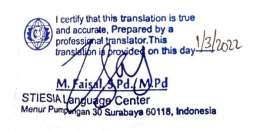 I certify that this translation is true
and accurate, Prepared by a
professional translator.This
translation is provided on this day 1/3/2022
M. Faisal, S.Pd., M.Pd
STIESIA Language Center
Menur Pumpungan 30 Surabaya 60118, Indonesia